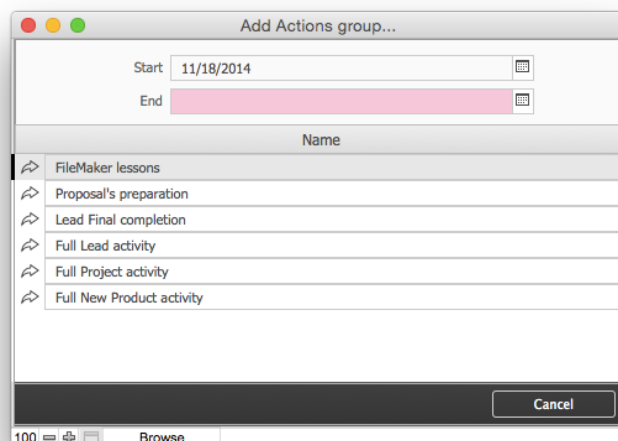 Add Actions group...
Start 11/18/2014
End
Name
FileMaker lessons
Proposal's preparation
Lead Final completion
Full Lead activity
Full Project activity
Full New Product activity
Cancel
100 Browse